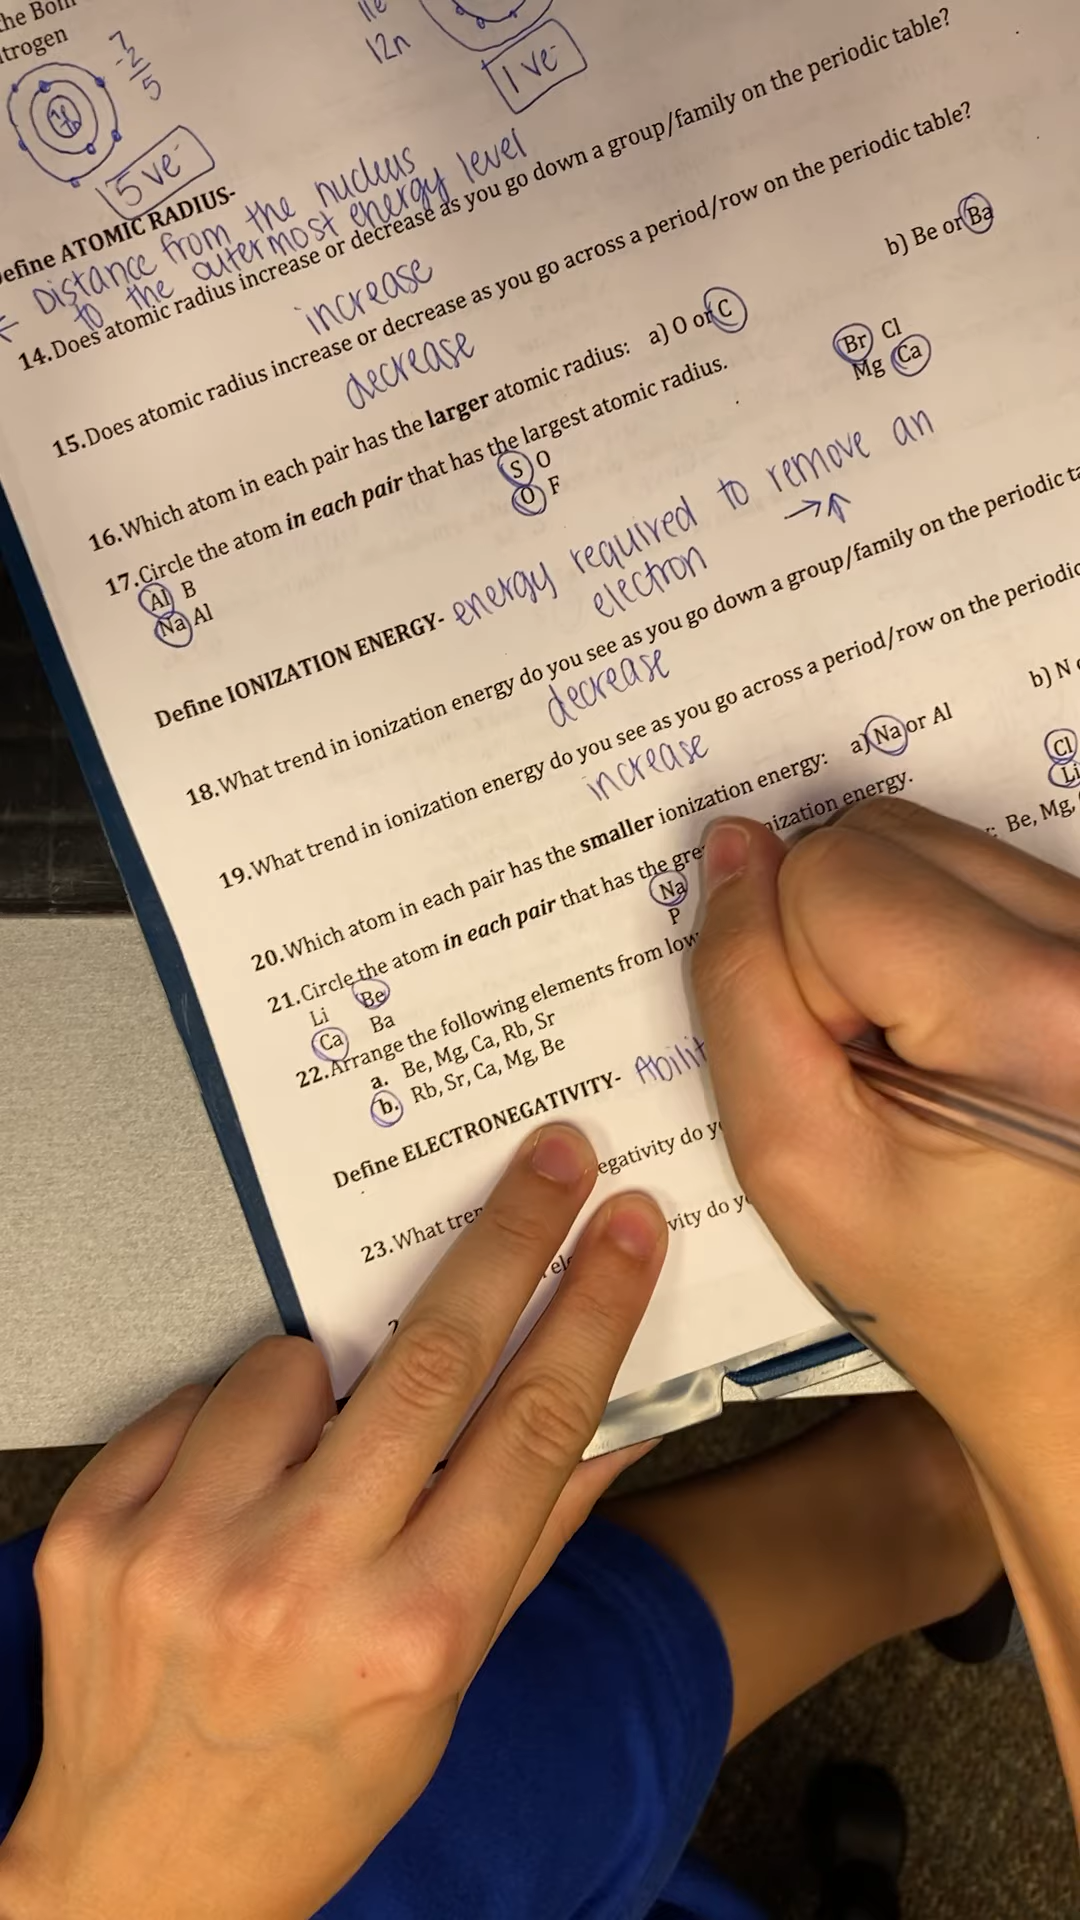 the Bohr
trogen
7
-2
5
11e
12n
5 ve-
1 ve-
efine ATOMIC RADIUS-
Distance from the nucleus
to the outermost energy level
14.Does atomic radius increase or decrease as you go down a group/family on the periodic table?
increase
15.Does atomic radius increase or decrease as you go across a period/row on the periodic table?
decrease
16.Which atom in each pair has the larger atomic radius: a) O or C b) Be or Ba
17.Circle the atom in each pair that has the largest atomic radius.
Al B S O Br Cl
Na Al O F Mg Ca
Define IONIZATION ENERGY- energy required to remove an
electron →↑
18.What trend in ionization energy do you see as you go down a group/family on the periodic ta
decrease
19.What trend in ionization energy do you see as you go across a period/row on the periodic
increase
20.Which atom in each pair has the smaller ionization energy: a) Na or Al b) N
21.Circle the atom in each pair that has the gre nization energy.
Li Be Na Cl
Ca Ba P Li
22.Arrange the following elements from low : Be, Mg,
a. Be, Mg, Ca, Rb, Sr
b. Rb, Sr, Ca, Mg, Be
Define ELECTRONEGATIVITY- Abilit
23.What tren egativity do y
2 ele vity do y